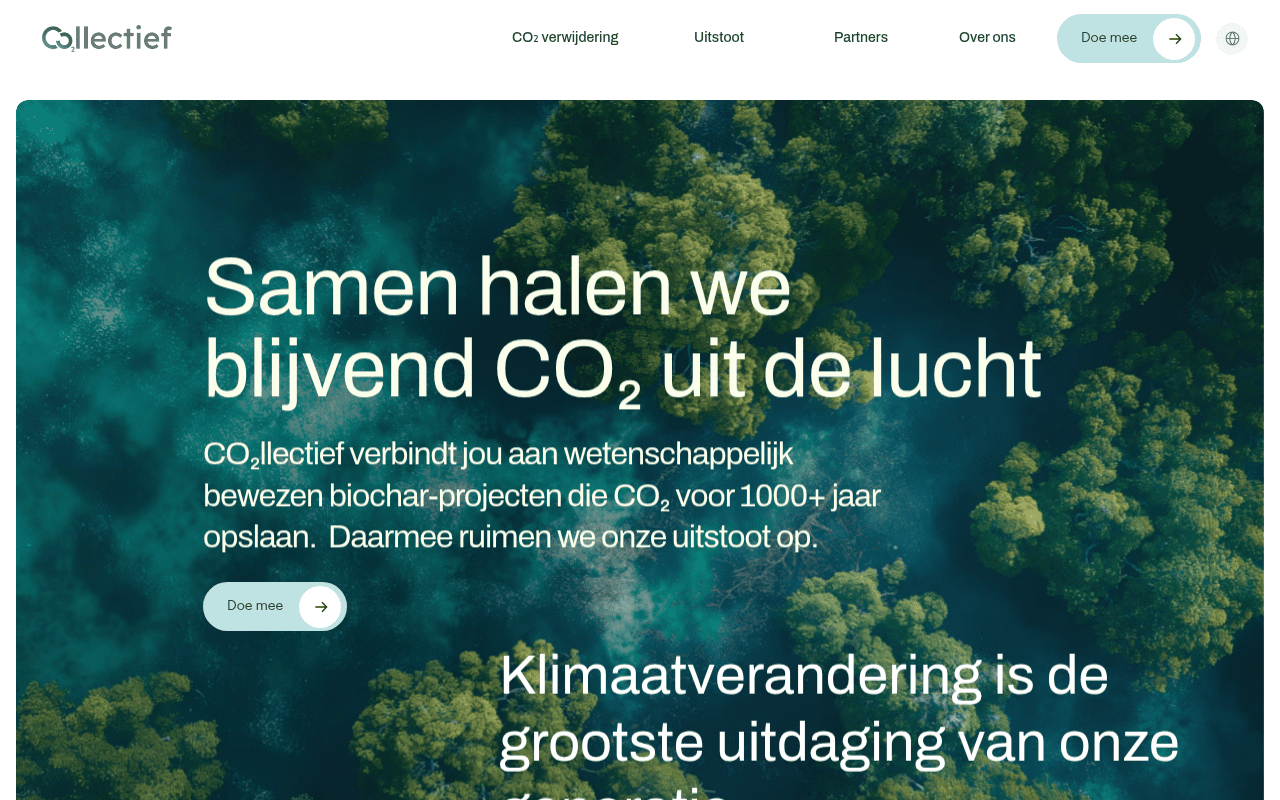 CO₂llectief
CO₂ verwijdering
Uitstoot
Partners
Over ons
Doe mee
Samen halen we
blijvend CO₂ uit de lucht
CO₂llectief verbindt jou aan wetenschappelijk
bewezen biochar-projecten die CO₂ voor 1000+ jaar
opslaan. Daarmee ruimen we onze uitstoot op.
Doe mee
Klimaatverandering is de
grootste uitdaging van onze